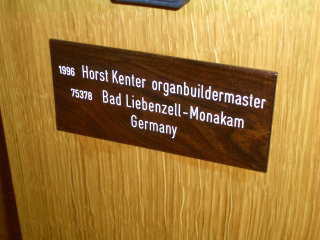 1996 Horst Kenter organbuildermaster
75378 Bad Liebenzell-Monakam
Germany